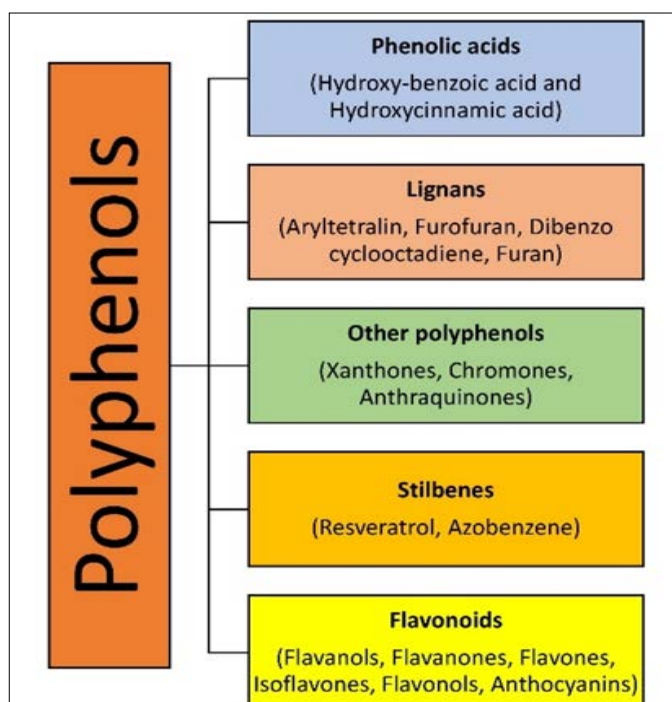 Polyphenols
Phenolic acids
(Hydroxy-benzoic acid and
Hydroxycinnamic acid)
Lignans
(Aryltetralin, Furofuran, Dibenzo
cyclooctadiene, Furan)
Other polyphenols
(Xanthones, Chromones,
Anthraquinones)
Stilbenes
(Resveratrol, Azobenzene)
Flavonoids
(Flavanols, Flavanones, Flavones,
Isoflavones, Flavonols, Anthocyanins)